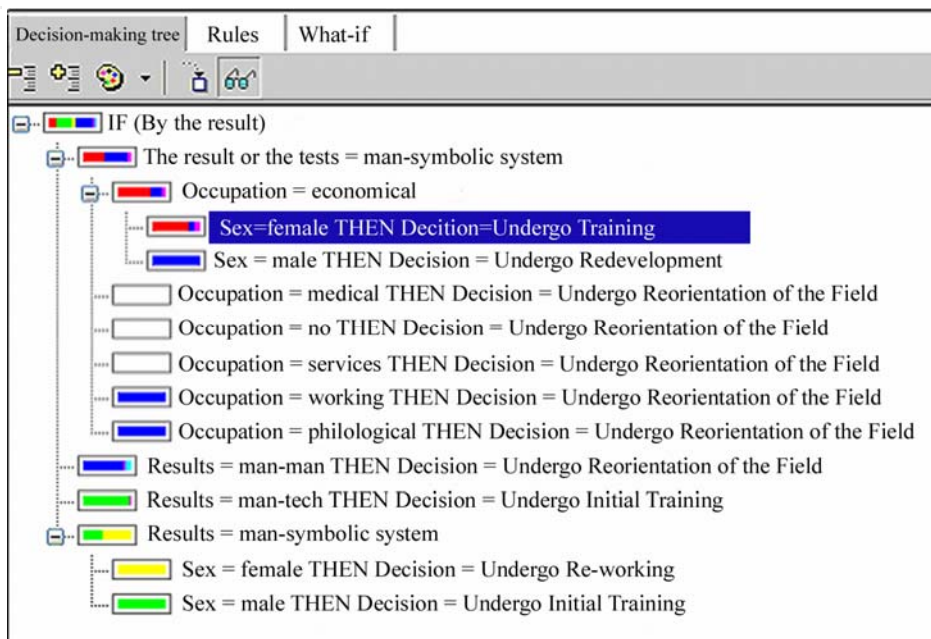 Decision-making tree Rules What-if
IF (By the result)
The result or the tests = man-symbolic system
Occupation = economical
Sex=female THEN Decition=Undergo Training
Sex = male THEN Decision = Undergo Redevelopment
Occupation = medical THEN Decision = Undergo Reorientation of the Field
Occupation = no THEN Decision = Undergo Reorientation of the Field
Occupation = services THEN Decision = Undergo Reorientation of the Field
Occupation = working THEN Decision = Undergo Reorientation of the Field
Occupation = philological THEN Decision = Undergo Reorientation of the Field
Results = man-man THEN Decision = Undergo Reorientation of the Field
Results = man-tech THEN Decision = Undergo Initial Training
Results = man-symbolic system
Sex = female THEN Decision = Undergo Re-working
Sex = male THEN Decision = Undergo Initial Training